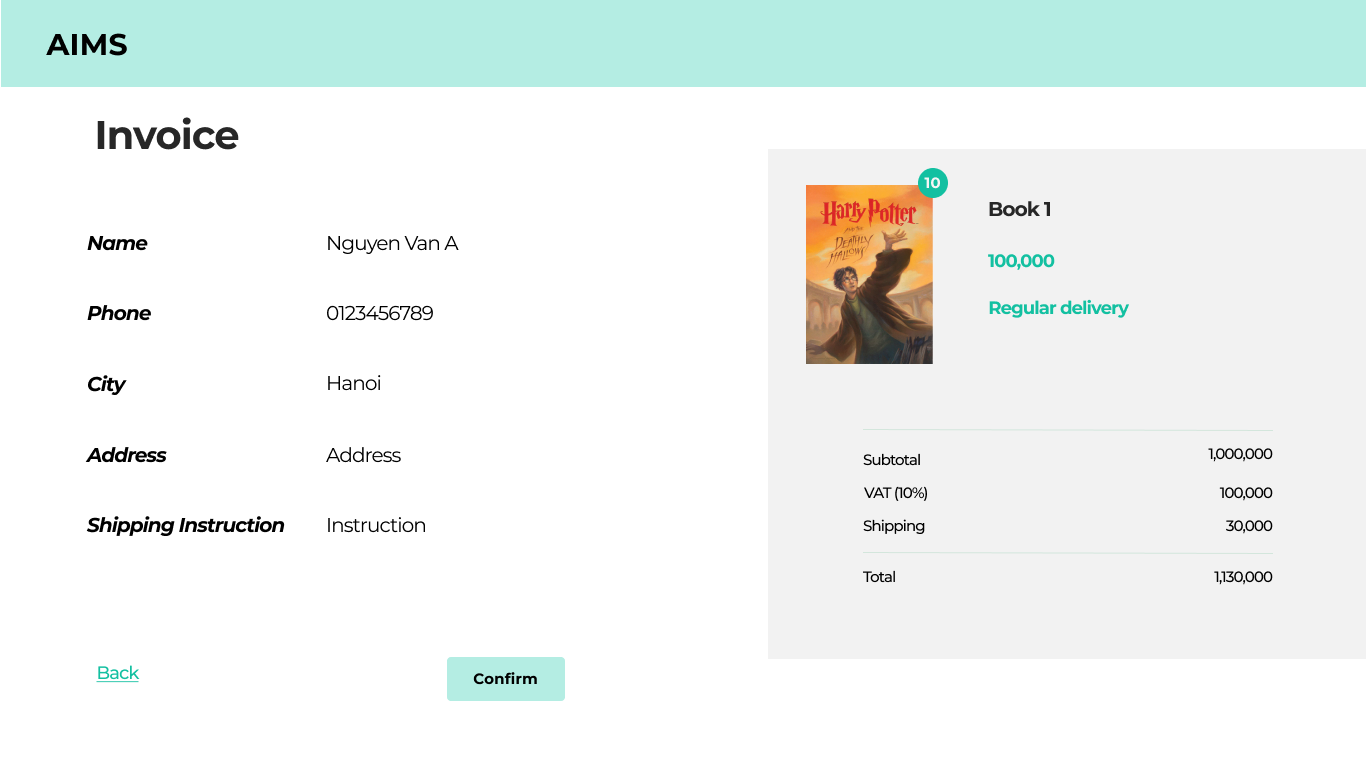 AIMS
Invoice
Name Nguyen Van A
Phone 0123456789
City Hanoi
Address Address
Shipping Instruction Instruction
Back
Confirm
10
Harry Potter
AND THE
DEATHLY
HALLOWS
Book 1
100,000
Regular delivery
Subtotal 1,000,000
VAT (10%) 100,000
Shipping 30,000
Total 1,130,000